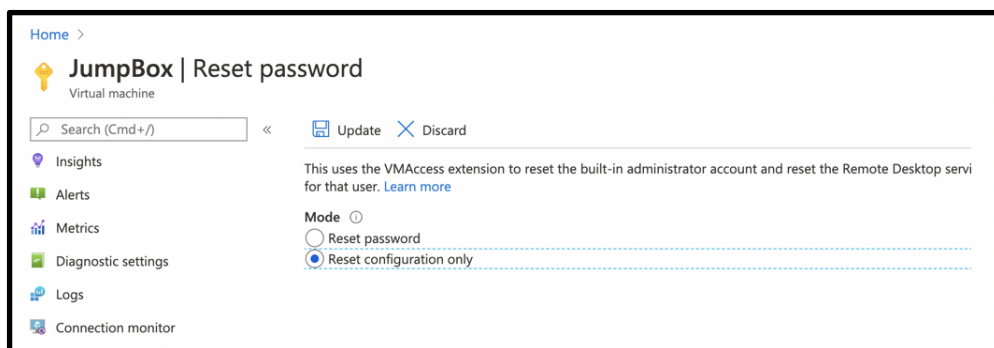 Home >
JumpBox | Reset password
Virtual machine
Search (Cmd+/)
«
Update
Discard
Insights
Alerts
Metrics
Diagnostic settings
Logs
Connection monitor
This uses the VMAccess extension to reset the built-in administrator account and reset the Remote Desktop servi
for that user. Learn more
Mode
Reset password
Reset configuration only